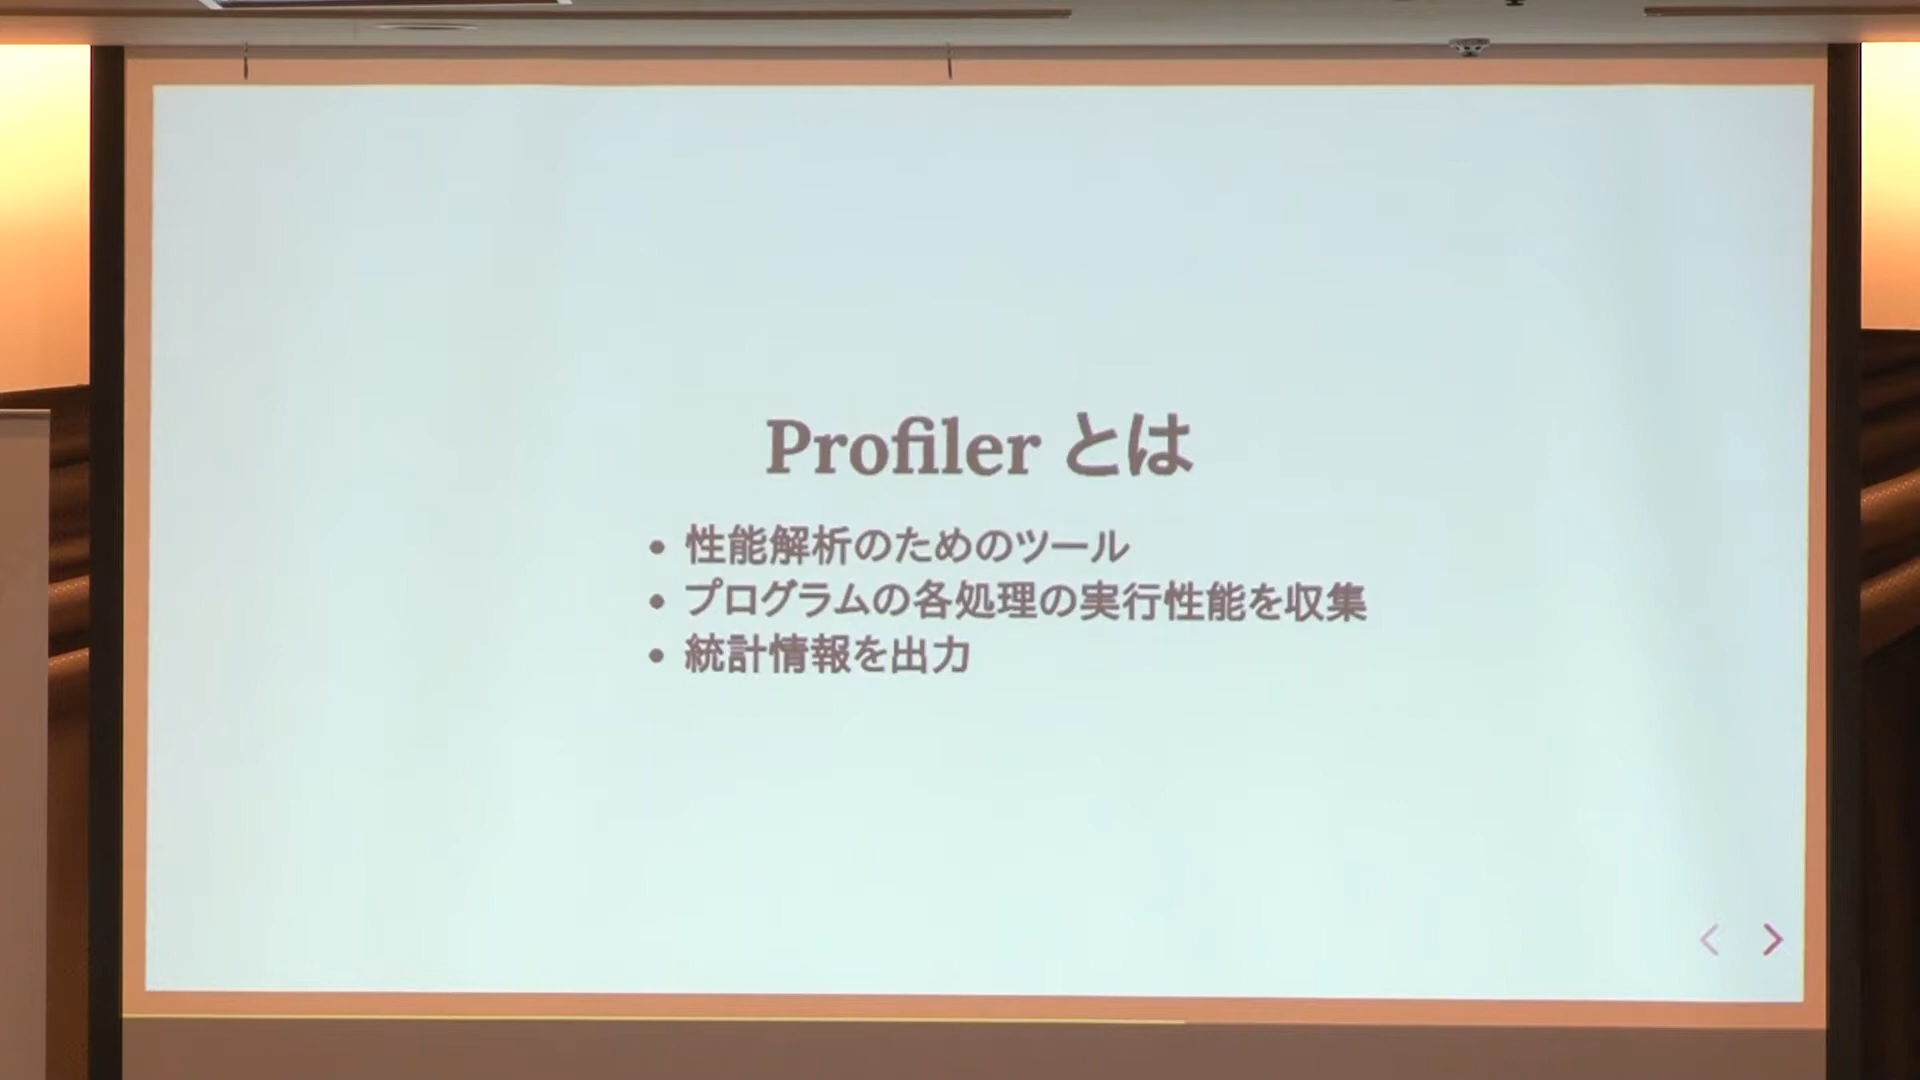 Profiler とは
• 性能解析のためのツール
• プログラムの各処理の実行性能を収集
• 統計情報を出力